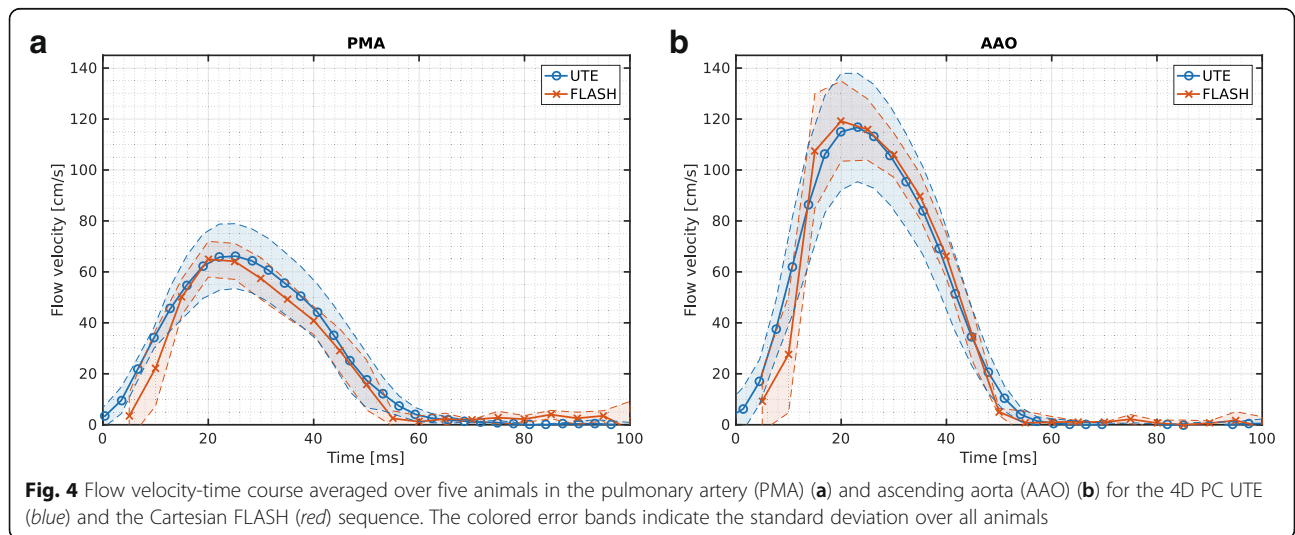 a
PMA
140
120
100
80
60
40
20
0
0
20
40
60
80
100
Flow velocity [cm/s]
Time [ms]
UTE
FLASH
b
AAO
140
120
100
80
60
40
20
0
0
20
40
60
80
100
Flow velocity [cm/s]
Time [ms]
UTE
FLASH
Fig. 4 Flow velocity-time course averaged over five animals in the pulmonary artery (PMA) (a) and ascending aorta (AAO) (b) for the 4D PC UTE
(blue) and the Cartesian FLASH (red) sequence. The colored error bands indicate the standard deviation over all animals